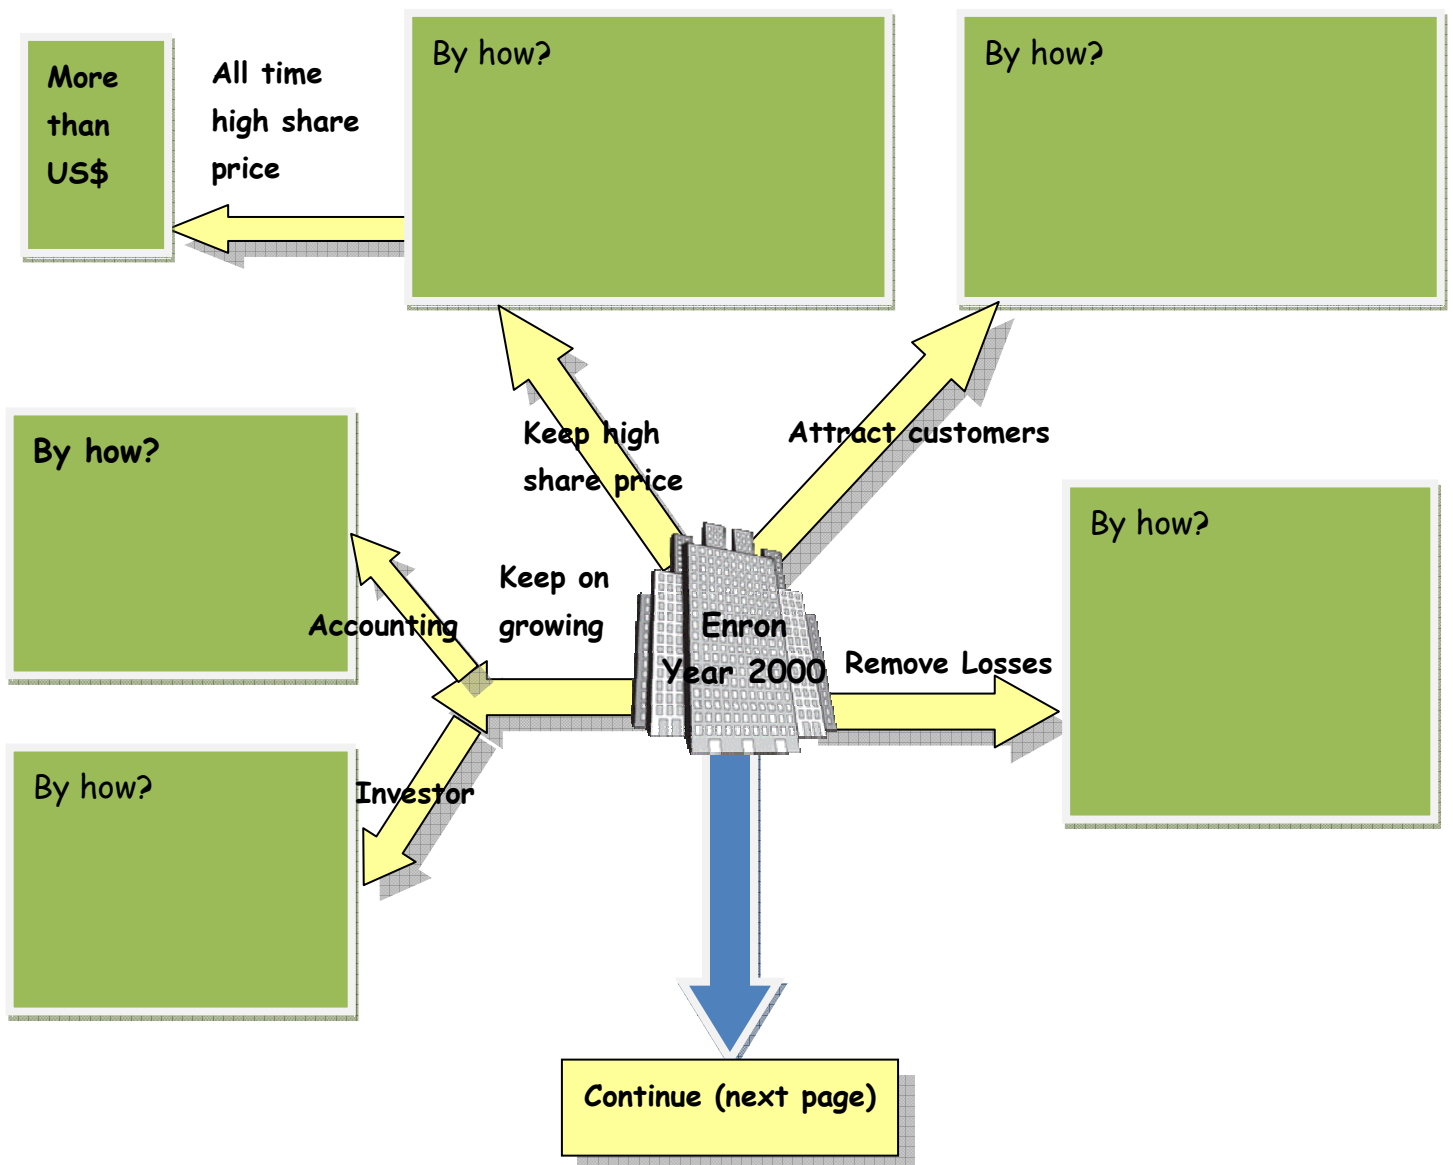 More
than
US$
All time
high share
price
By how?
By how?
Keep high
share price
Attract customers
By how?
Accounting
Keep on
growing
Enron
Year 2000
Remove Losses
By how?
By how?
Investor
Continue (next page)